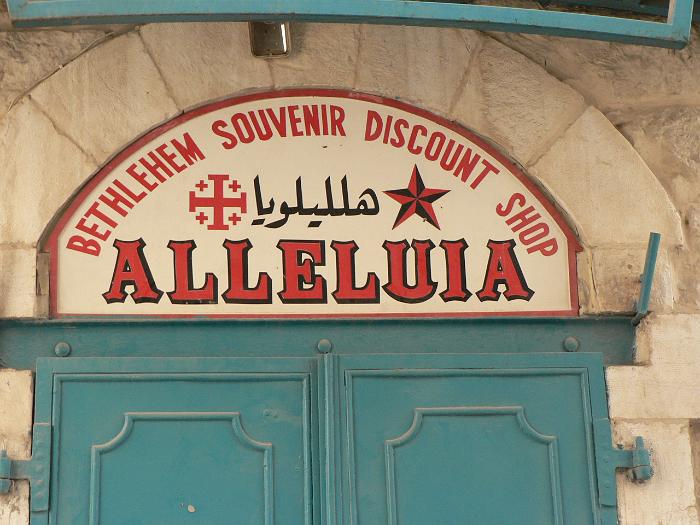 BETHLEHEM SOUVENIR DISCOUNT SHOP
هلليلويا
ALLELUIA